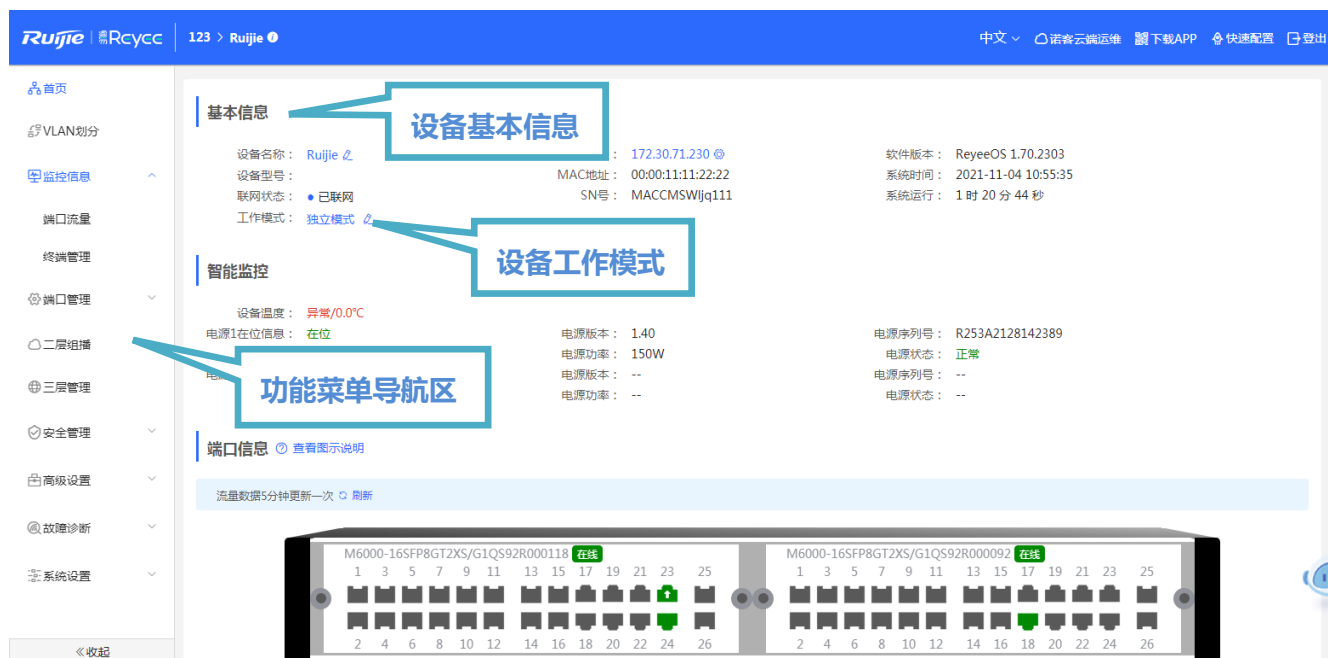 Ruijie | 锐捷 Rcycc 123 > Ruijie
中文 诺客云端运维 下载APP 快速配置 登出
首页
VLAN划分
监控信息
端口流量
终端管理
端口管理
二层组播
三层管理
安全管理
高级设置
故障诊断
系统设置
《收起
基本信息
设备基本信息
设备名称： Ruijie
： 172.30.71.230
软件版本： ReyeeOS 1.70.2303
设备型号：
MAC地址： 00:00:11:11:22:22
系统时间： 2021-11-04 10:55:35
联网状态： 已联网
SN号： MACCMSWljq111
系统运行： 1 时 20 分 44 秒
工作模式： 独立模式
设备工作模式
智能监控
设备温度： 异常/0.0℃
电源1在位信息： 在位
电源版本： 1.40
电源序列号： R253A2128142389
电源功率： 150W
电源状态： 正常
电源版本： --
电源序列号： --
电源功率： --
电源状态： --
功能菜单导航区
端口信息 查看图示说明
流量数据5分钟更新一次 刷新
M6000-16SFP8GT2XS/G1QS92R000118 在线
1 3 5 7 9 11 13 15 17 19 21 23 25
2 4 6 8 10 12 14 16 18 20 22 24 26
M6000-16SFP8GT2XS/G1QS92R000092 在线
1 3 5 7 9 11 13 15 17 19 21 23 25
2 4 6 8 10 12 14 16 18 20 22 24 26